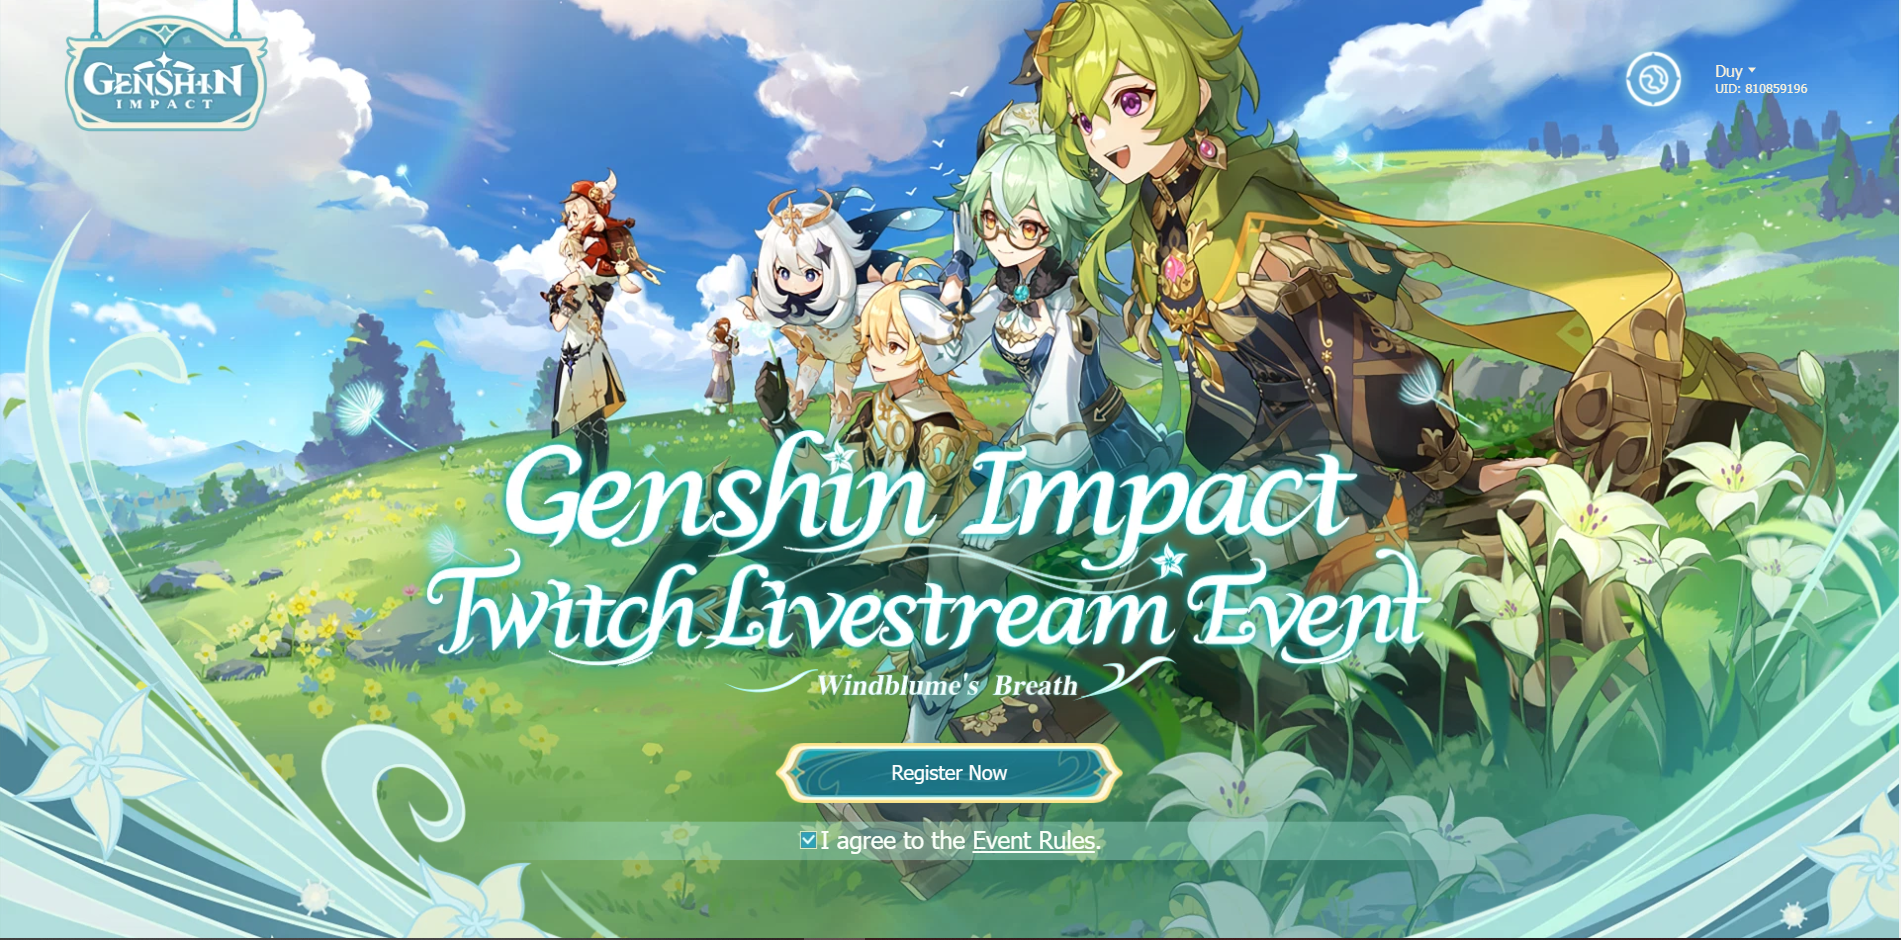 GENSHIN
IMPACT
Duy
UID: 810859196
Genshin Impact
Twitch Livestream Event
Windblume's Breath
Register Now
I agree to the Event Rules.